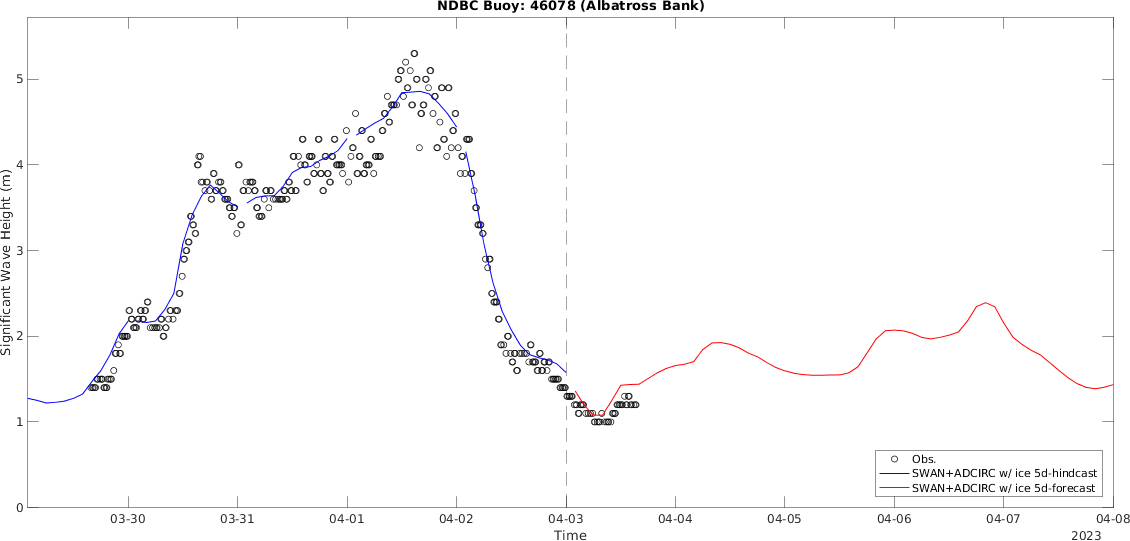 NDBC Buoy: 46078 (Albatross Bank)
Significant Wave Height (m)
5
4
3
2
1
0
Obs.
SWAN+ADCIRC w/ ice 5d-hindcast
SWAN+ADCIRC w/ ice 5d-forecast
03-30 03-31 04-01 04-02 04-03 04-04 04-05 04-06 04-07 04-08
Time
2023